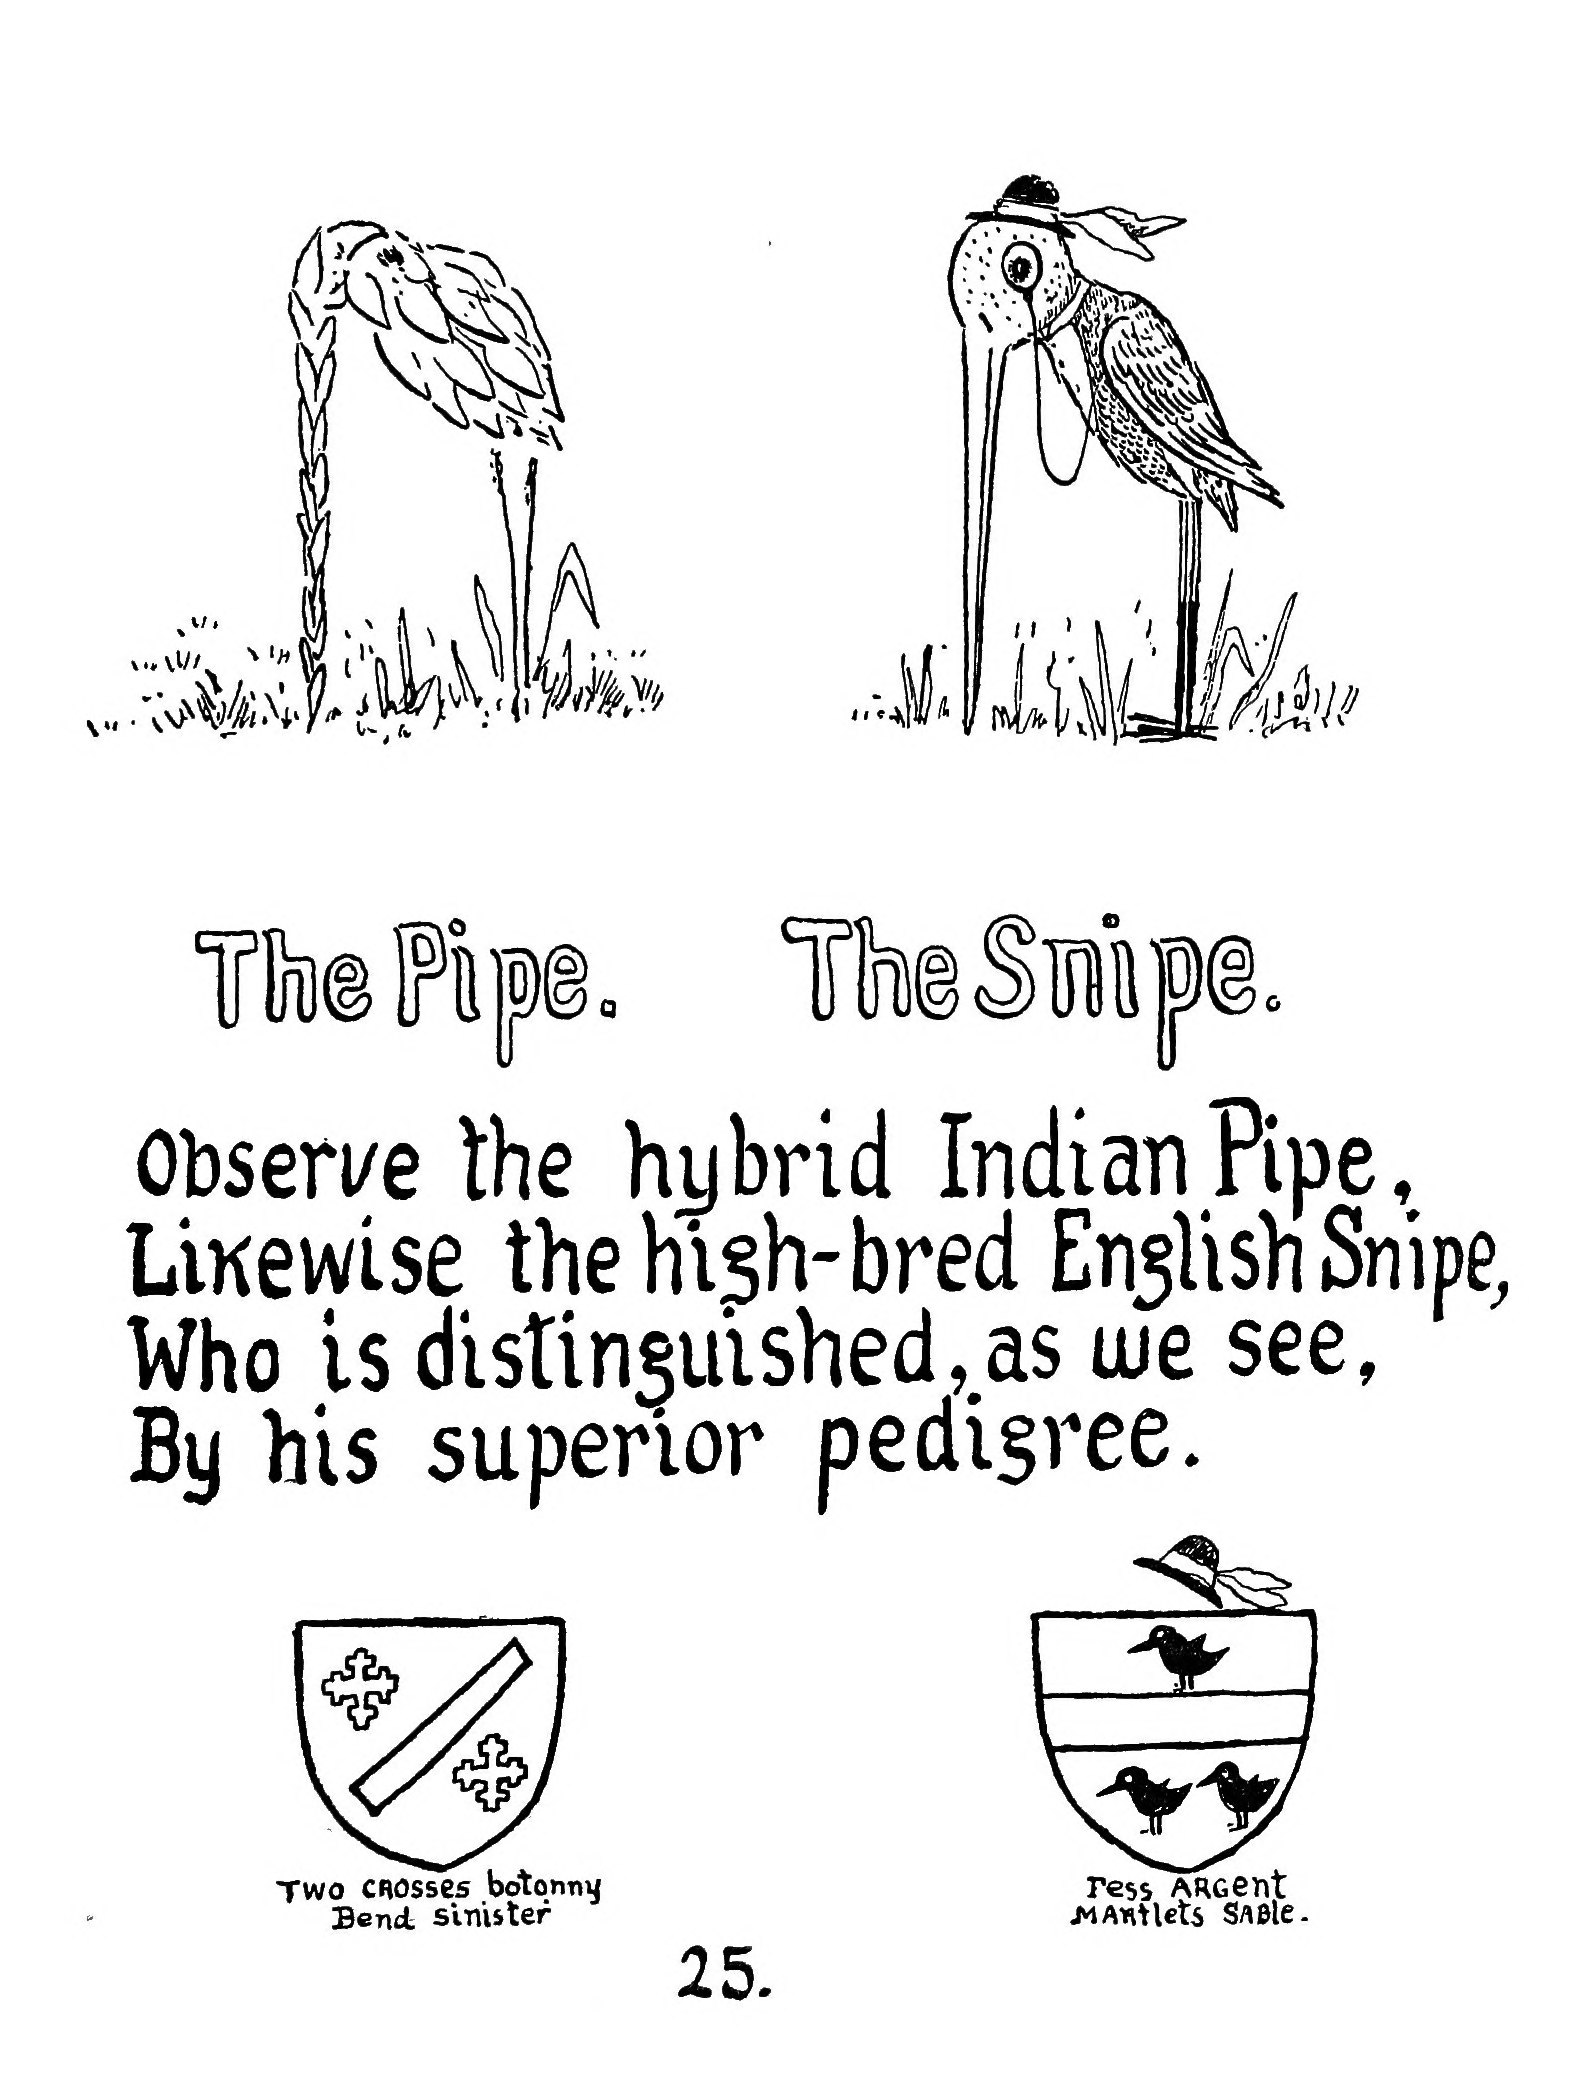 The Pipe.
The Snipe.
Observe the hybrid Indian Pipe,
Likewise the high-bred English Snipe,
Who is distinguished, as we see,
By his superior pedigree.
Two crosses botonny
Bend sinister
Fess Argent
Martlets Sable.
25.